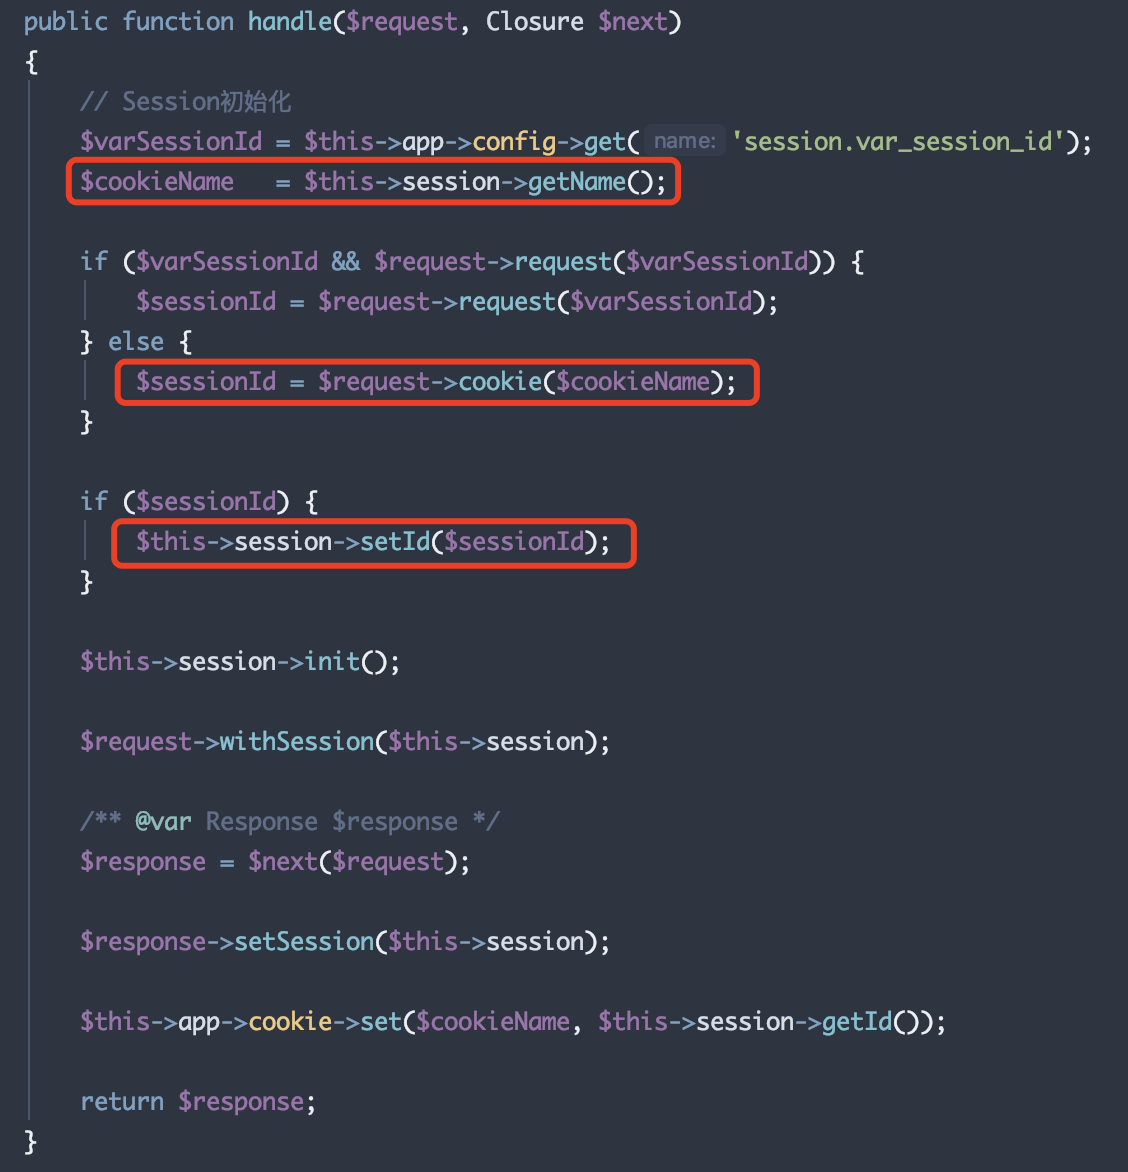 public function handle($request, Closure $next)
{
// Session初始化
$varSessionId = $this->app->config->get( name: 'session.var_session_id');
$cookieName   = $this->session->getName();
if ($varSessionId && $request->request($varSessionId)) {
$sessionId = $request->request($varSessionId);
} else {
$sessionId = $request->cookie($cookieName);
}
if ($sessionId) {
$this->session->setId($sessionId);
}
$this->session->init();
$request->withSession($this->session);
/** @var Response $response */
$response = $next($request);
$response->setSession($this->session);
$this->app->cookie->set($cookieName, $this->session->getId());
return $response;
}